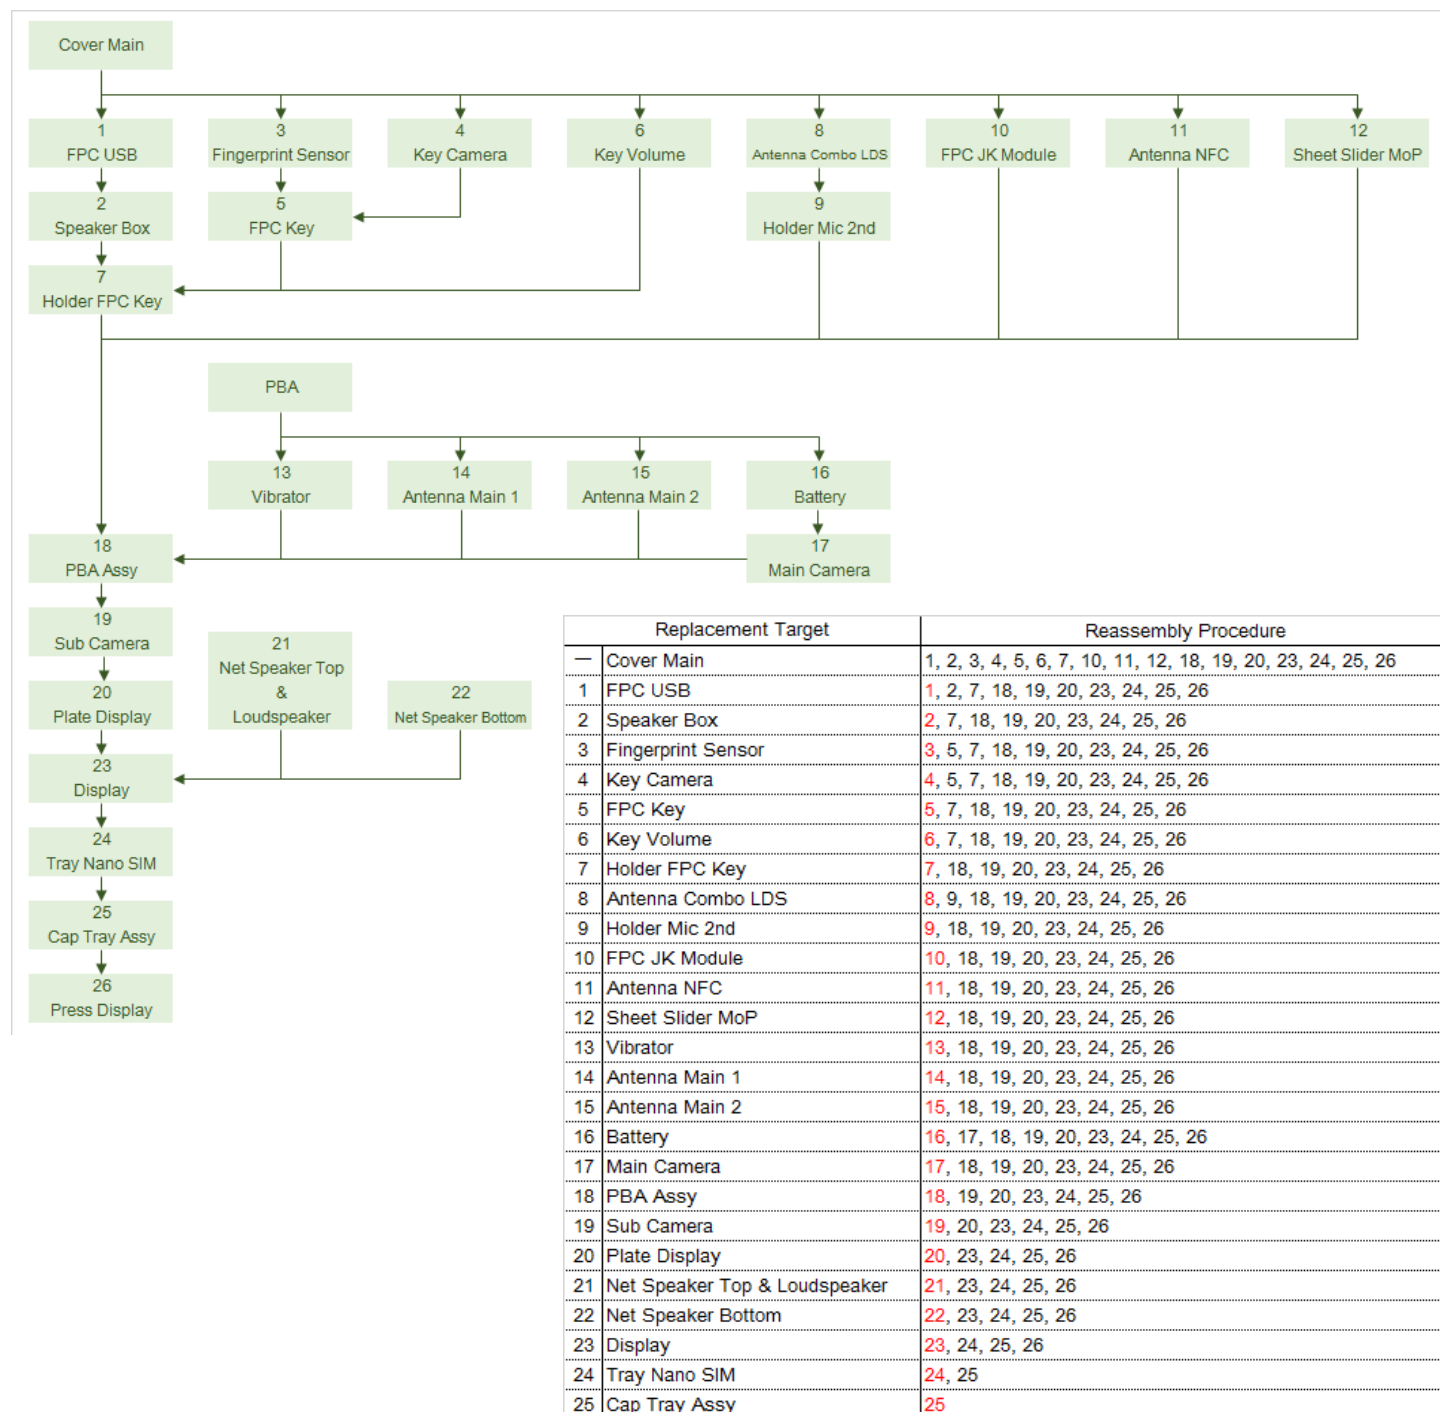 Cover Main
1
FPC USB
3
Fingerprint Sensor
4
Key Camera
6
Key Volume
8
Antenna Combo LDS
10
FPC JK Module
11
Antenna NFC
12
Sheet Slider MoP
2
Speaker Box
5
FPC Key
9
Holder Mic 2nd
7
Holder FPC Key
PBA
13
Vibrator
14
Antenna Main 1
15
Antenna Main 2
16
Battery
18
PBA Assy
17
Main Camera
19
Sub Camera
21
Net Speaker Top
&
Loudspeaker
20
Plate Display
22
Net Speaker Bottom
23
Display
24
Tray Nano SIM
25
Cap Tray Assy
26
Press Display
Replacement Target Reassembly Procedure
— Cover Main 1, 2, 3, 4, 5, 6, 7, 10, 11, 12, 18, 19, 20, 23, 24, 25, 26
1 FPC USB 1, 2, 7, 18, 19, 20, 23, 24, 25, 26
2 Speaker Box 2, 7, 18, 19, 20, 23, 24, 25, 26
3 Fingerprint Sensor 3, 5, 7, 18, 19, 20, 23, 24, 25, 26
4 Key Camera 4, 5, 7, 18, 19, 20, 23, 24, 25, 26
5 FPC Key 5, 7, 18, 19, 20, 23, 24, 25, 26
6 Key Volume 6, 7, 18, 19, 20, 23, 24, 25, 26
7 Holder FPC Key 7, 18, 19, 20, 23, 24, 25, 26
8 Antenna Combo LDS 8, 9, 18, 19, 20, 23, 24, 25, 26
9 Holder Mic 2nd 9, 18, 19, 20, 23, 24, 25, 26
10 FPC JK Module 10, 18, 19, 20, 23, 24, 25, 26
11 Antenna NFC 11, 18, 19, 20, 23, 24, 25, 26
12 Sheet Slider MoP 12, 18, 19, 20, 23, 24, 25, 26
13 Vibrator 13, 18, 19, 20, 23, 24, 25, 26
14 Antenna Main 1 14, 18, 19, 20, 23, 24, 25, 26
15 Antenna Main 2 15, 18, 19, 20, 23, 24, 25, 26
16 Battery 16, 17, 18, 19, 20, 23, 24, 25, 26
17 Main Camera 17, 18, 19, 20, 23, 24, 25, 26
18 PBA Assy 18, 19, 20, 23, 24, 25, 26
19 Sub Camera 19, 20, 23, 24, 25, 26
20 Plate Display 20, 23, 24, 25, 26
21 Net Speaker Top & Loudspeaker 21, 23, 24, 25, 26
22 Net Speaker Bottom 22, 23, 24, 25, 26
23 Display 23, 24, 25, 26
24 Tray Nano SIM 24, 25
25 Cap Tray Assy 25